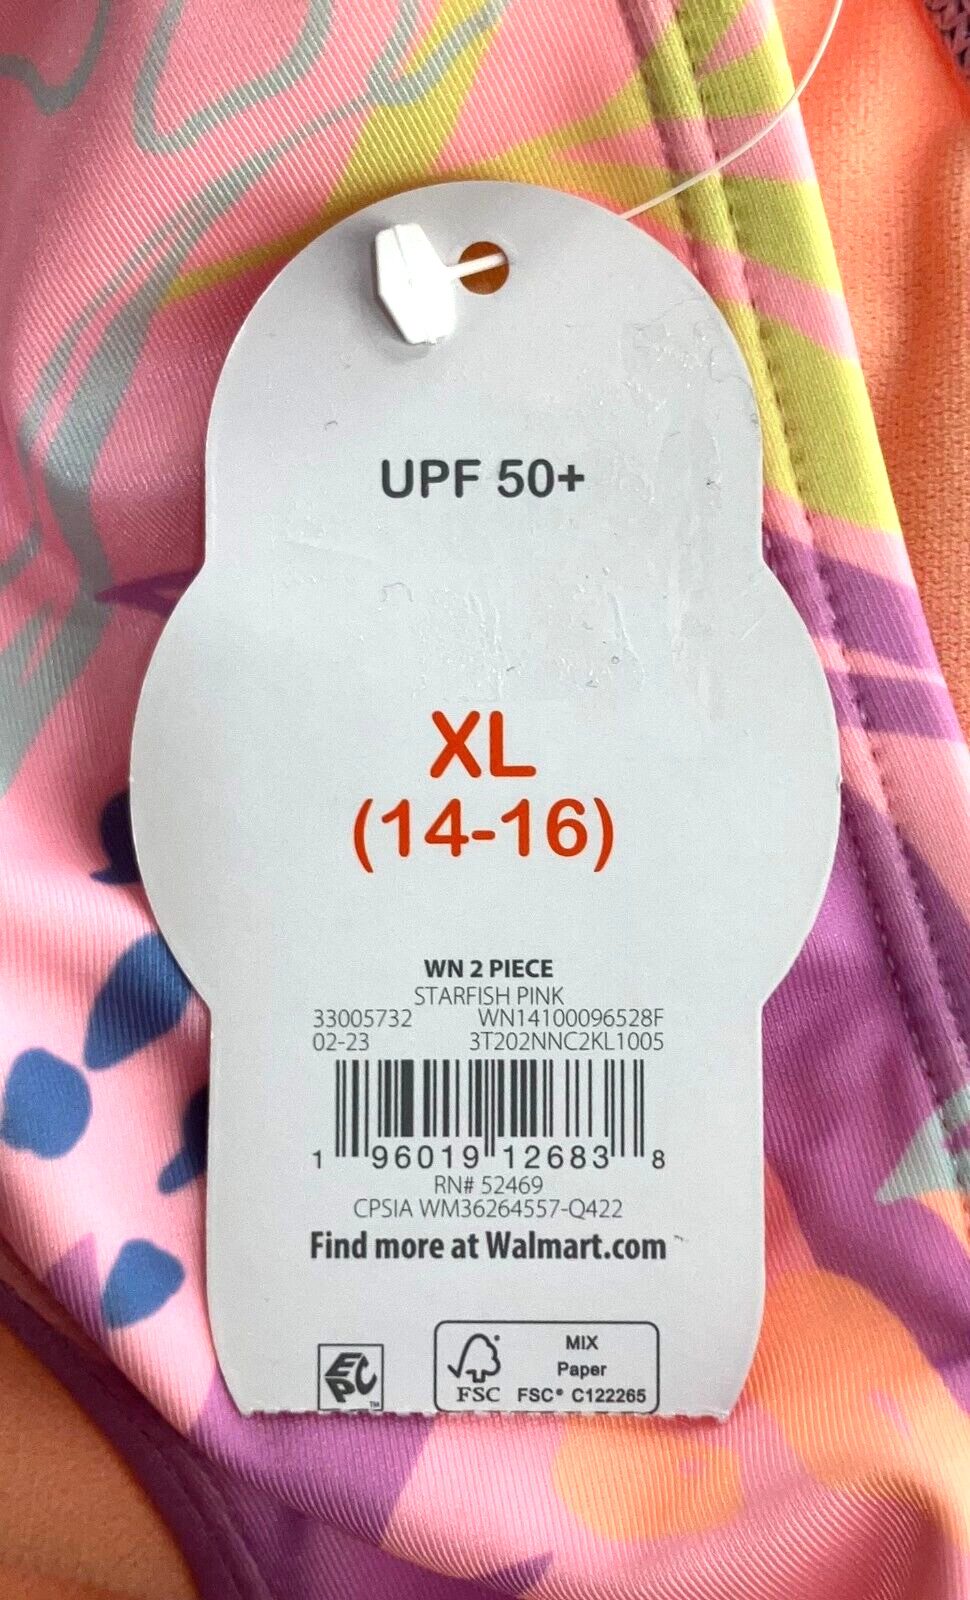 UPF 50+
XL
(14-16)
WN 2 PIECE
STARFISH PINK
33005732 WN14100096528F
02-23 3T202NNC2KL1005
1 96019 12683 8
RN# 52469
CPSIA WM36264557-Q422
Find more at Walmart.com
EPC™
MIX
Paper
FSC FSC® C122265